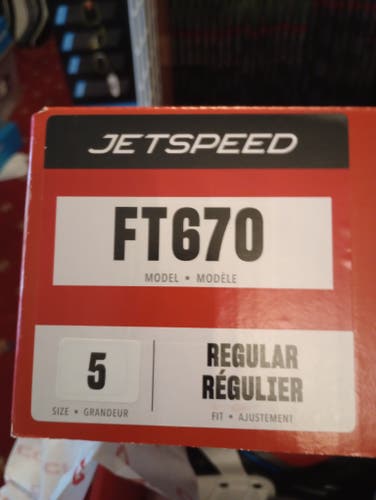 JETSPEED
FT670
MODEL • MODÈLE
5
SIZE • GRANDEUR
REGULAR
RÉGULIER
FIT • AJUSTEMENT